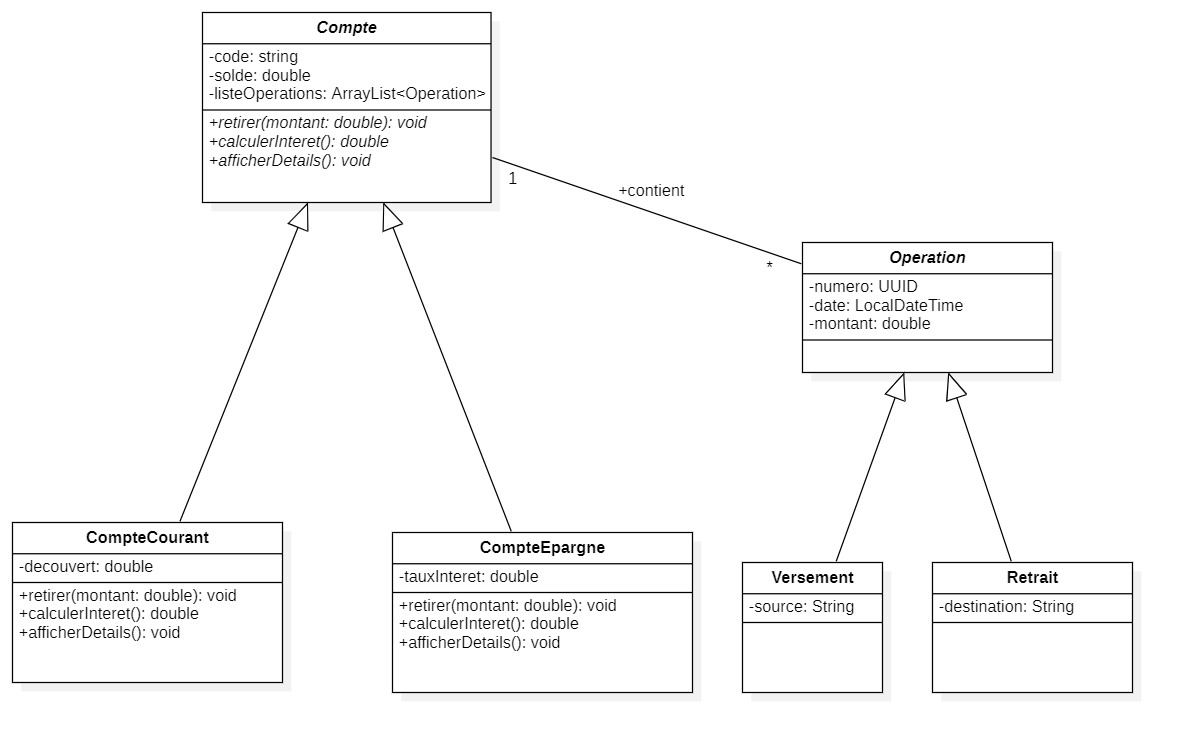 Compte
-code: string
-solde: double
-listeOperations: ArrayList<Operation>
+retirer(montant: double): void
+calculerInteret(): double
+afficherDetails(): void
1
+contient
*
Operation
-numero: UUID
-date: LocalDateTime
-montant: double
CompteCourant
-decouvert: double
+retirer(montant: double): void
+calculerInteret(): double
+afficherDetails(): void
CompteEpargne
-tauxInteret: double
+retirer(montant: double): void
+calculerInteret(): double
+afficherDetails(): void
Versement
-source: String
Retrait
-destination: String